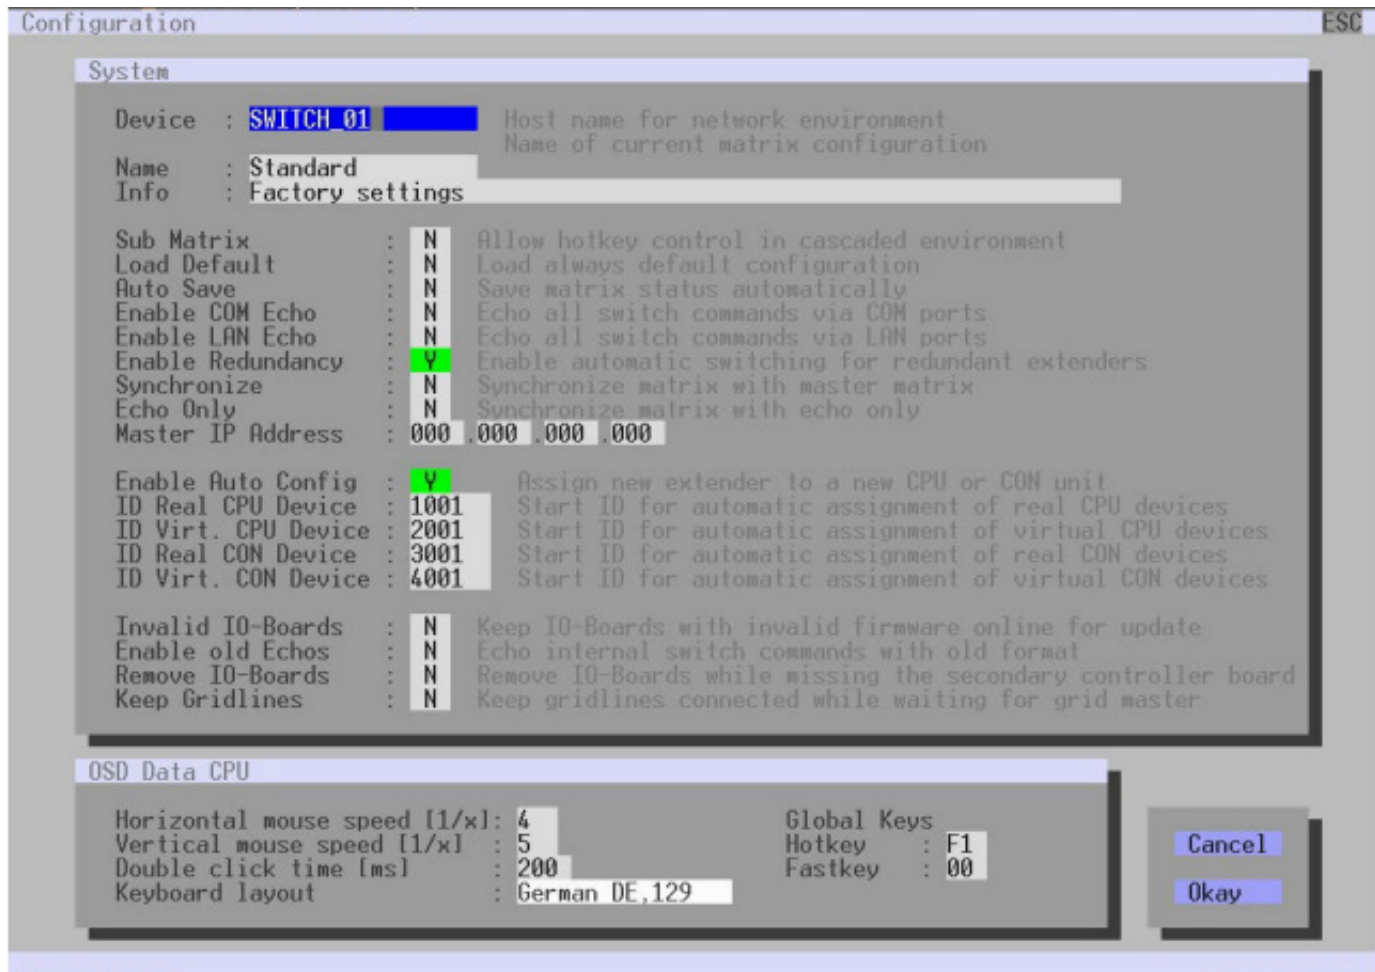 Configuration ESC
System
Device : SWITCH_01 Host name for network environment
Name of current matrix configuration
Name : Standard
Info : Factory settings
Sub Matrix : N Allow hotkey control in cascaded environment
Load Default : N Load always default configuration
Auto Save : N Save matrix status automatically
Enable COM Echo : N Echo all switch commands via COM ports
Enable LAN Echo : N Echo all switch commands via LAN ports
Enable Redundancy : Y Enable automatic switching for redundant extenders
Synchronize : N Synchronize matrix with master matrix
Echo Only : N Synchronize matrix with echo only
Master IP Address : 000 .000 .000 .000
Enable Auto Config : Y Assign new extender to a new CPU or CON unit
ID Real CPU Device : 1001 Start ID for automatic assignment of real CPU devices
ID Virt. CPU Device : 2001 Start ID for automatic assignment of virtual CPU devices
ID Real CON Device : 3001 Start ID for automatic assignment of real CON devices
ID Virt. CON Device : 4001 Start ID for automatic assignment of virtual CON devices
Invalid IO-Boards : N Keep IO-Boards with invalid firmware online for update
Enable old Echos : N Echo internal switch commands with old format
Remove IO-Boards : N Remove IO-Boards while missing the secondary controller board
Keep Gridlines : N Keep gridlines connected while waiting for grid master
OSD Data CPU
Horizontal mouse speed [1/x]: 4 Global Keys
Vertical mouse speed [1/x] : 5 Hotkey : F1
Double click time [ms] : 200 Fastkey : 00
Keyboard layout : German DE,129
Cancel
Okay